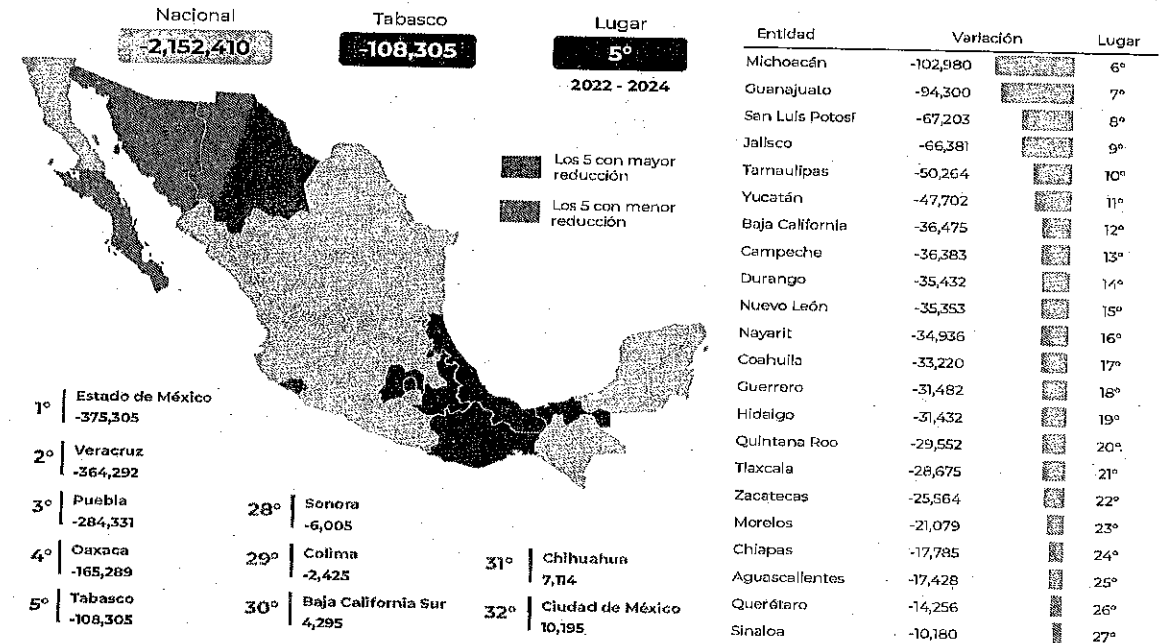 Nacional
-2,152,410
Tabasco
-108,305
Lugar
5°
2022 - 2024
Los 5 con mayor
reducción
Los 5 con menor
reducción
1° Estado de México
-375,305
2° Veracruz
-364,292
3° Puebla
-284,331
4° Oaxaca
-165,289
5° Tabasco
-108,305
28° Sonora
-6,005
29° Colima
-2,425
30° Baja California Sur
4,295
31° Chihuahua
7,114
32° Ciudad de México
10,195
Entidad Variación Lugar
Michoacán -102,980 6°
Guanajuato -94,300 7°
San Luis Potosí -67,203 8°
Jalisco -66,381 9°
Tamaulipas -50,264 10°
Yucatán -47,702 11°
Baja California -36,475 12°
Campeche -36,383 13°
Durango -35,432 14°
Nuevo León -35,353 15°
Nayarit -34,936 16°
Coahuila -33,220 17°
Guerrero -31,482 18°
Hidalgo -31,432 19°
Quintana Roo -29,552 20°
Tlaxcala -28,675 21°
Zacatecas -25,564 22°
Morelos -21,079 23°
Chiapas -17,785 24°
Aguascalientes -17,428 25°
Querétaro -14,256 26°
Sinaloa -10,180 27°